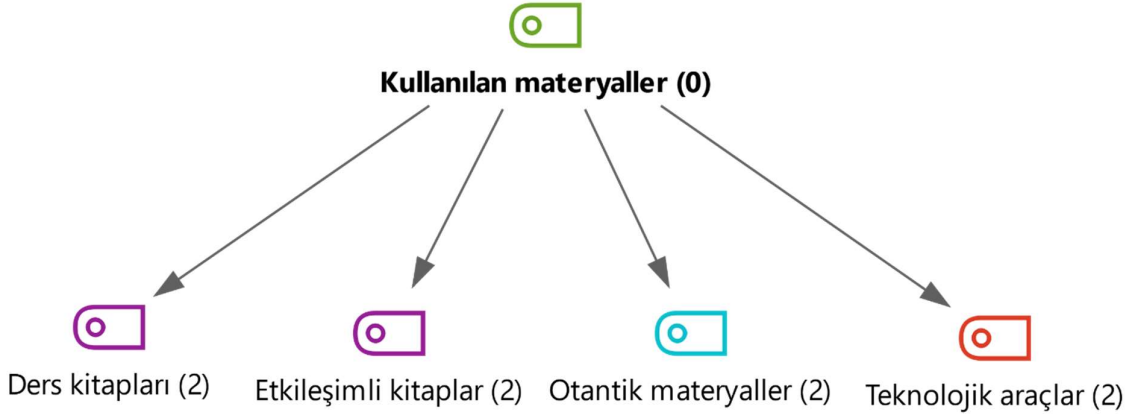 Kullanılan materyaller (0)
Ders kitapları (2)
Etkileşimli kitaplar (2)
Otantik materyaller (2)
Teknolojik araçlar (2)